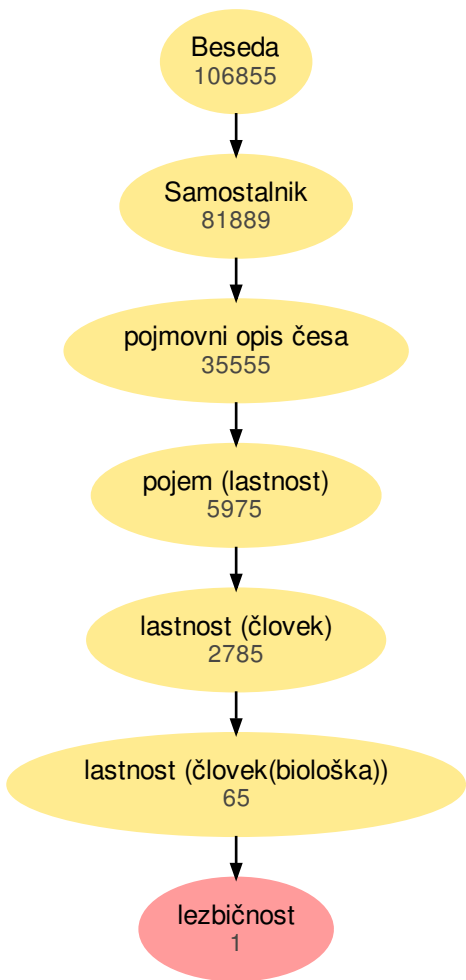 Beseda
106855
Samostalnik
81889
pojmovni opis česa
35555
pojem (lastnost)
5975
lastnost (človek)
2785
lastnost (človek(biološka))
65
lezbičnost
1